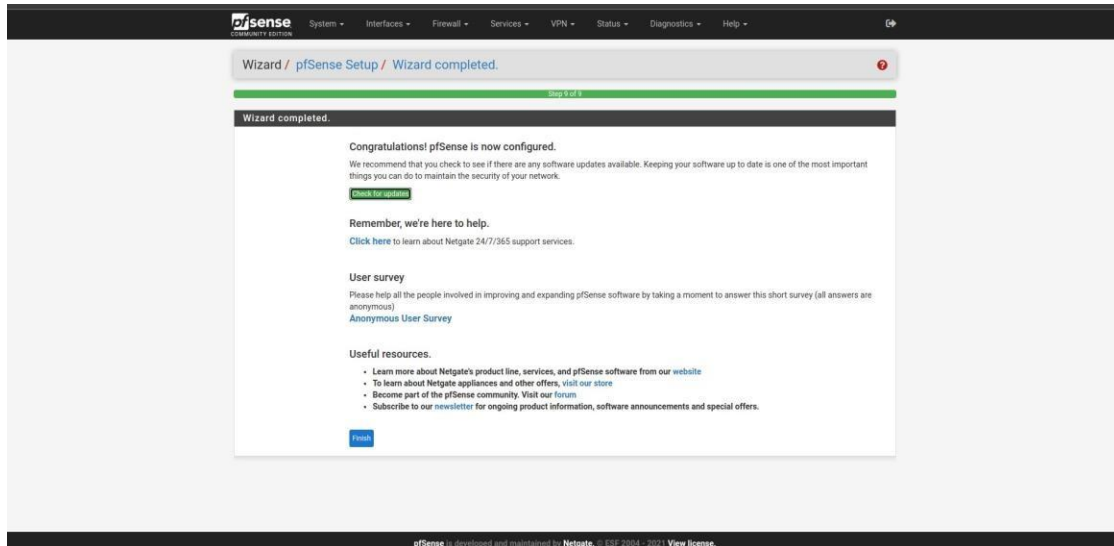 pfsense System Interfaces Firewall Services VPN Status Diagnostics Help
COMMUNITY EDITION
Wizard / pfSense Setup / Wizard completed.
Step 9 of 9
Wizard completed.
Congratulations! pfSense is now configured.
We recommend that you check to see if there are any software updates available. Keeping your software up to date is one of the most important
things you can do to maintain the security of your network.
Check for updates
Remember, we're here to help.
Click here to learn about Netgate 24/7/365 support services.
User survey
Please help all the people involved in improving and expanding pfSense software by taking a moment to answer this short survey (all answers are
anonymous)
Anonymous User Survey
Useful resources.
• Learn more about Netgate's product line, services, and pfSense software from our website
• To learn about Netgate appliances and other offers, visit our store
• Become part of the pfSense community. Visit our forum
• Subscribe to our newsletter for ongoing product information, software announcements and special offers.
Finish
pfSense is developed and maintained by Netgate. © ESF 2004 - 2021 View license.